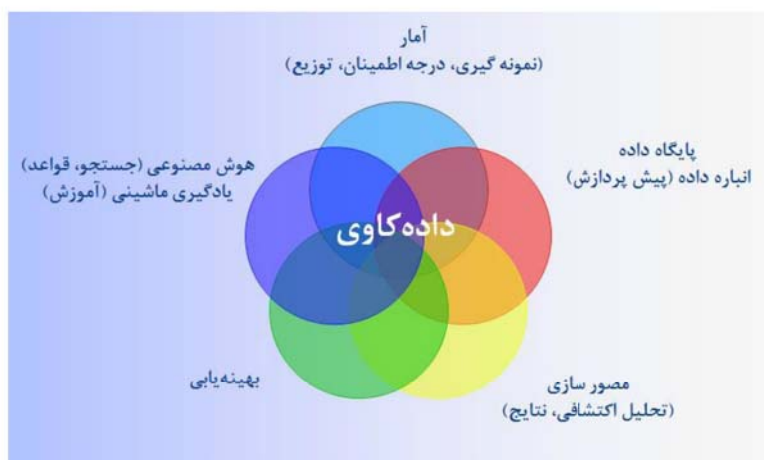 آمار
(نمونه گیری، درجه اطمینان، توزیع)
پایگاه داده
انباره داده (پیش پردازش)
هوش مصنوعی (جستجو، قواعد)
یادگیری ماشینی (آموزش)
داده‌کاوی
بهینه‌یابی
مصور سازی
(تحلیل اکتشافی، نتایج)